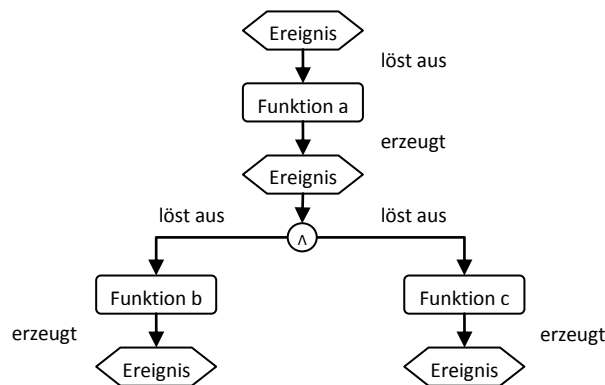 Ereignis
löst aus
Funktion a
erzeugt
Ereignis
löst aus
löst aus
∧
Funktion b
Funktion c
erzeugt
erzeugt
Ereignis
Ereignis